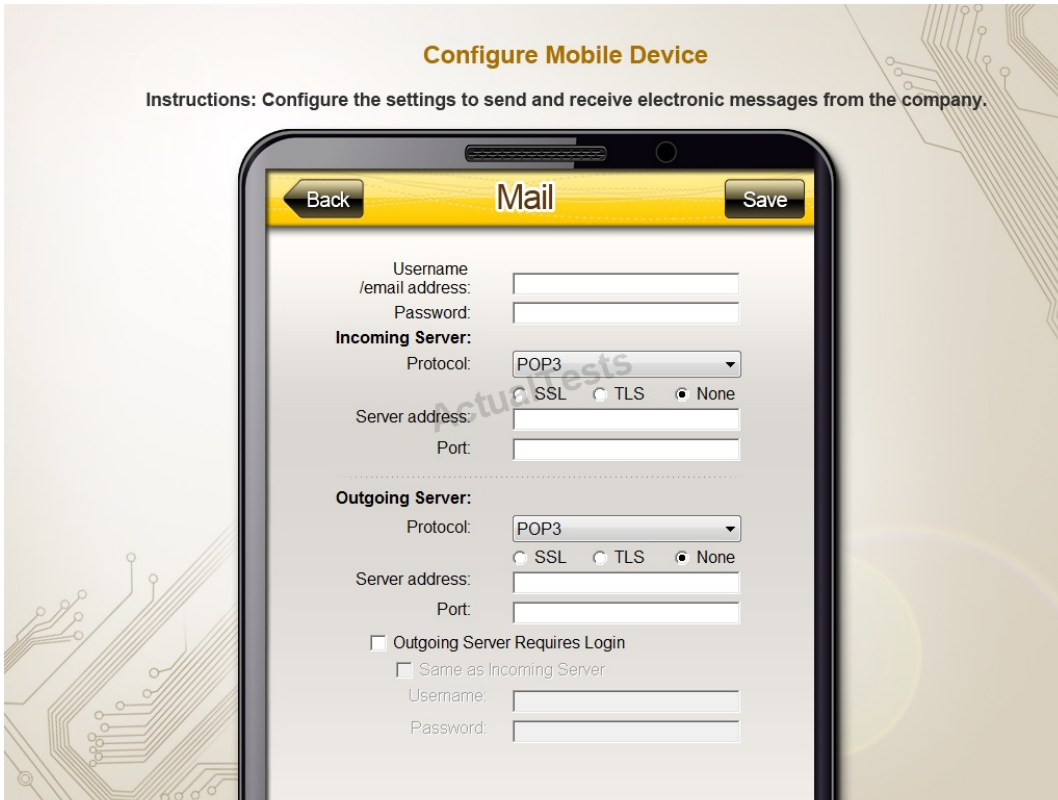 Configure Mobile Device
Instructions: Configure the settings to send and receive electronic messages from the company.
Back Mail Save
Username
/email address:
Password:
Incoming Server:
Protocol: POP3
SSL TLS None
Server address:
Port:
ActualTests
Outgoing Server:
Protocol: POP3
SSL TLS None
Server address:
Port:
Outgoing Server Requires Login
Same as Incoming Server
Username:
Password: